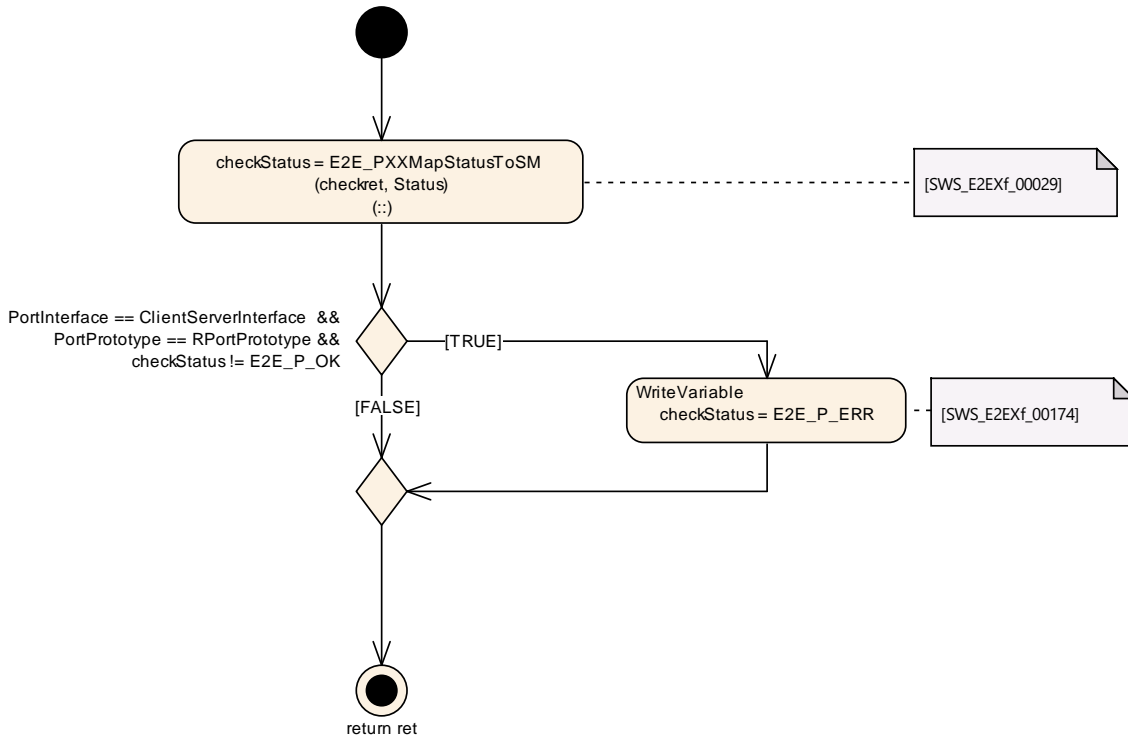 checkStatus = E2E_PXXMapStatusToSM
(checkret, Status)
(::)
[SWS_E2EXf_00029]
PortInterface == ClientServerInterface &&
PortPrototype == RPortPrototype &&
checkStatus != E2E_P_OK
[TRUE]
[FALSE]
WriteVariable
checkStatus = E2E_P_ERR
[SWS_E2EXf_00174]
return ret